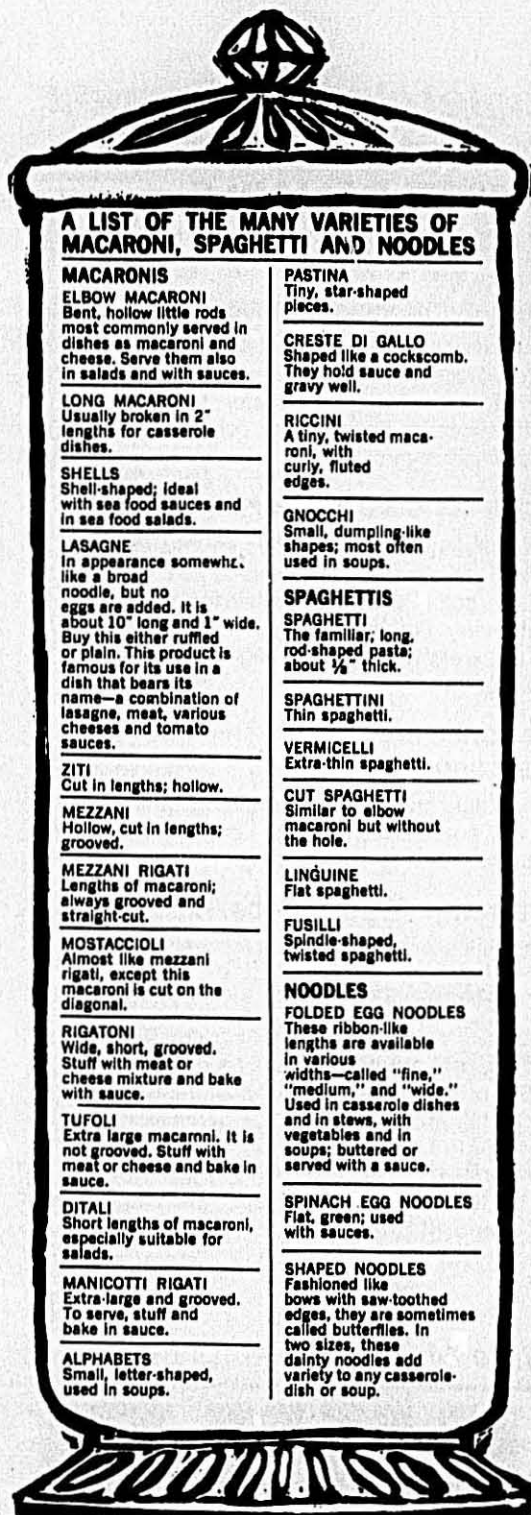 A LIST OF THE MANY VARIETIES OF
MACARONI, SPAGHETTI AND NOODLES
MACARONIS
ELBOW MACARONI
Bent, hollow little rods
most commonly served in
dishes as macaroni and
cheese. Serve them also
in salads and with sauces.
LONG MACARONI
Usually broken in 2"
lengths for casserole
dishes.
SHELLS
Shell-shaped; ideal
with sea food sauces and
in sea food salads.
LASAGNE
In appearance
like a broad
noodle, but no
eggs are added. It is
about 10" long and 1" wide.
Buy this either ruffled
or plain. This product is
famous for its use in a
dish that bears its
name—a combination of
lasagne, meat, various
cheeses and tomato
sauces.
ZITI
Cut in lengths; hollow.
MEZZANI
Hollow, cut in lengths;
grooved.
MEZZANI RIGATI
Lengths of macaroni;
always grooved and
straight-cut.
MOSTACCIOLI
Almost like mezzani
rigati, except this
macaroni is cut on the
diagonal.
RIGATONI
Wide, short, grooved.
Stuff with meat or
cheese mixture and bake
with sauce.
TUFOLI
Extra large macaroni. It is
not grooved. Stuff with
meat or cheese and bake in
sauce.
DITALI
Short lengths of macaroni,
especially suitable for
salads.
MANICOTTI RIGATI
Extra-large and grooved.
To serve, stuff and
bake in sauce.
ALPHABETS
Small, letter-shaped,
used in soups.
PASTINA
Tiny, star-shaped
pieces.
CRESTE DI GALLO
Shaped like a cockscomb.
They hold sauce and
gravy well.
RICCINI
A tiny, twisted maca-
roni, with
curly, fluted
edges.
GNOCCHI
Small, dumpling-like
shapes; most often
used in soups.
SPAGHETTIS
SPAGHETTI
The familiar, long,
rod-shaped pasta;
about ⅛" thick.
SPAGHETTINI
Thin spaghetti.
VERMICELLI
Extra-thin spaghetti.
CUT SPAGHETTI
Similar to elbow
macaroni but without
the hole.
LINGUINE
Flat spaghetti.
FUSILLI
Spindle-shaped,
twisted spaghetti.
NOODLES
FOLDED EGG NOODLES
These ribbon-like
lengths are available
in various
widths—called "fine,"
"medium," and "wide."
Used in casserole dishes
and in stews, with
vegetables and in
soups; buttered or
served with a sauce.
SPINACH EGG NOODLES
Flat, green; used
with sauces.
SHAPED NOODLES
Fashioned like
bows with saw-toothed
edges, they are sometimes
called butterflies. In
two sizes, these
dainty noodles add
variety to any casserole-
dish or soup.